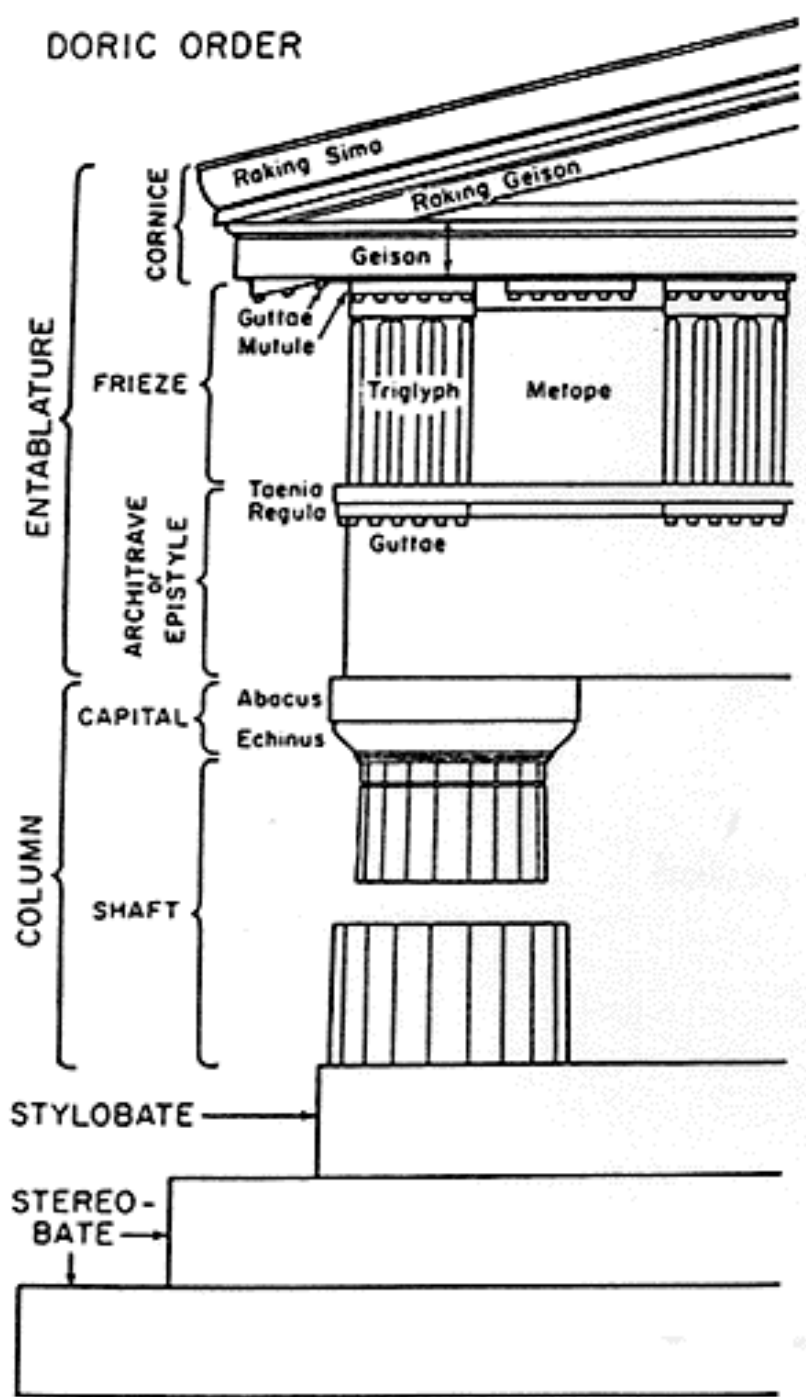 DORIC ORDER
Raking Sima
Raking Geison
CORNICE
Geison
Guttae
Mutule
ENTABLATURE
FRIEZE
Triglyph
Metope
Taenia
Regula
Guttae
ARCHITRAVE
or
EPISTYLE
CAPITAL
Abacus
Echinus
COLUMN
SHAFT
STYLOBATE
STEREO-
BATE